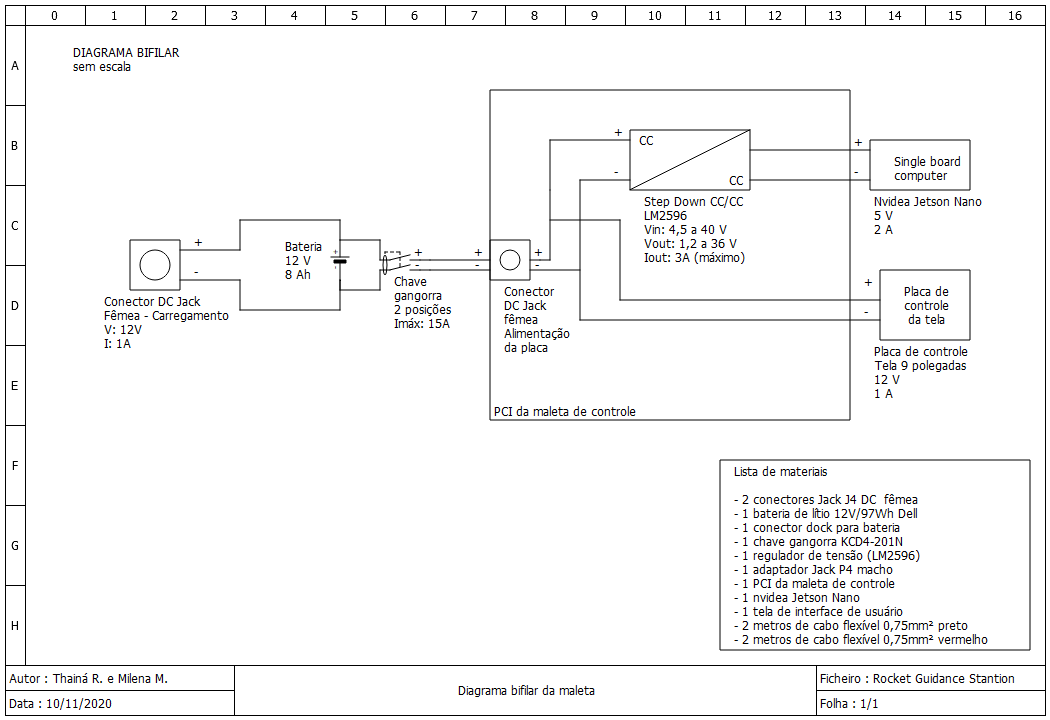 0 1 2 3 4 5 6 7 8 9 10 11 12 13 14 15 16
A
B
C
D
E
F
G
H
DIAGRAMA BIFILAR
sem escala
+
-
Conector DC Jack
Fêmea - Carregamento
V: 12V
I: 1A
Bateria
12 V
8 Ah
+
-
+
-
Chave
gangorra
2 posições
Imáx: 15A
+
-
+
-
Conector
DC Jack
fêmea
Alimentação
da placa
PCI da maleta de controle
+
-
CC
CC
Step Down CC/CC
LM2596
Vin: 4,5 a 40 V
Vout: 1,2 a 36 V
Iout: 3A (máximo)
+
-
Single board
computer
Nvidea Jetson Nano
5 V
2 A
+
-
Placa de
controle
da tela
Placa de controle
Tela 9 polegadas
12 V
1 A
Lista de materiais
- 2 conectores Jack J4 DC  fêmea
- 1 bateria de lítio 12V/97Wh Dell
- 1 conector dock para bateria
- 1 chave gangorra KCD4-201N
- 1 regulador de tensão (LM2596)
- 1 adaptador Jack P4 macho
- 1 PCI da maleta de controle
- 1 nvidea Jetson Nano
- 1 tela de interface de usuário
- 2 metros de cabo flexível 0,75mm² preto
- 2 metros de cabo flexível 0,75mm² vermelho
Autor : Thainá R. e Milena M.
Data : 10/11/2020
Diagrama bifilar da maleta
Ficheiro : Rocket Guidance Stantion
Folha : 1/1